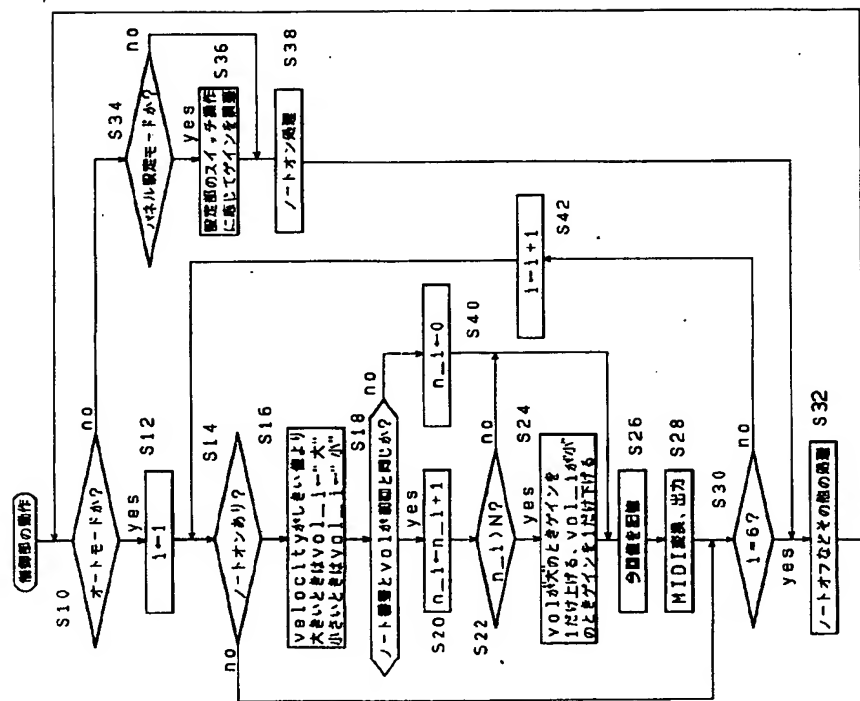 制御部の動作
S10
オートモードか?
no
yes
S12
i←1
S14
ノートオンあり?
no
yes
S16
velocityがしきい値より
大きいときはvol_i←"大"
小さいときはvol_i←"小"
S18
ノート番号とvolが前回と同じか?
no
yes
S20
n_i←n_i+1
S40
n_i←0
S22
n_i>N?
no
yes
S24
volが大のときゲインを
1だけ上げる、vol_iが小
のときゲインを1だけ下げる
S26
今回値を記憶
S28
MIDI変換、出力
S30
i=6?
no
yes
S42
i←i+1
S32
ノートオフなどその他の処理
S34
パネル設定モードか?
no
yes
S36
設定部のスイッチ操作
に応じてゲインを調整
S38
ノートオン処理